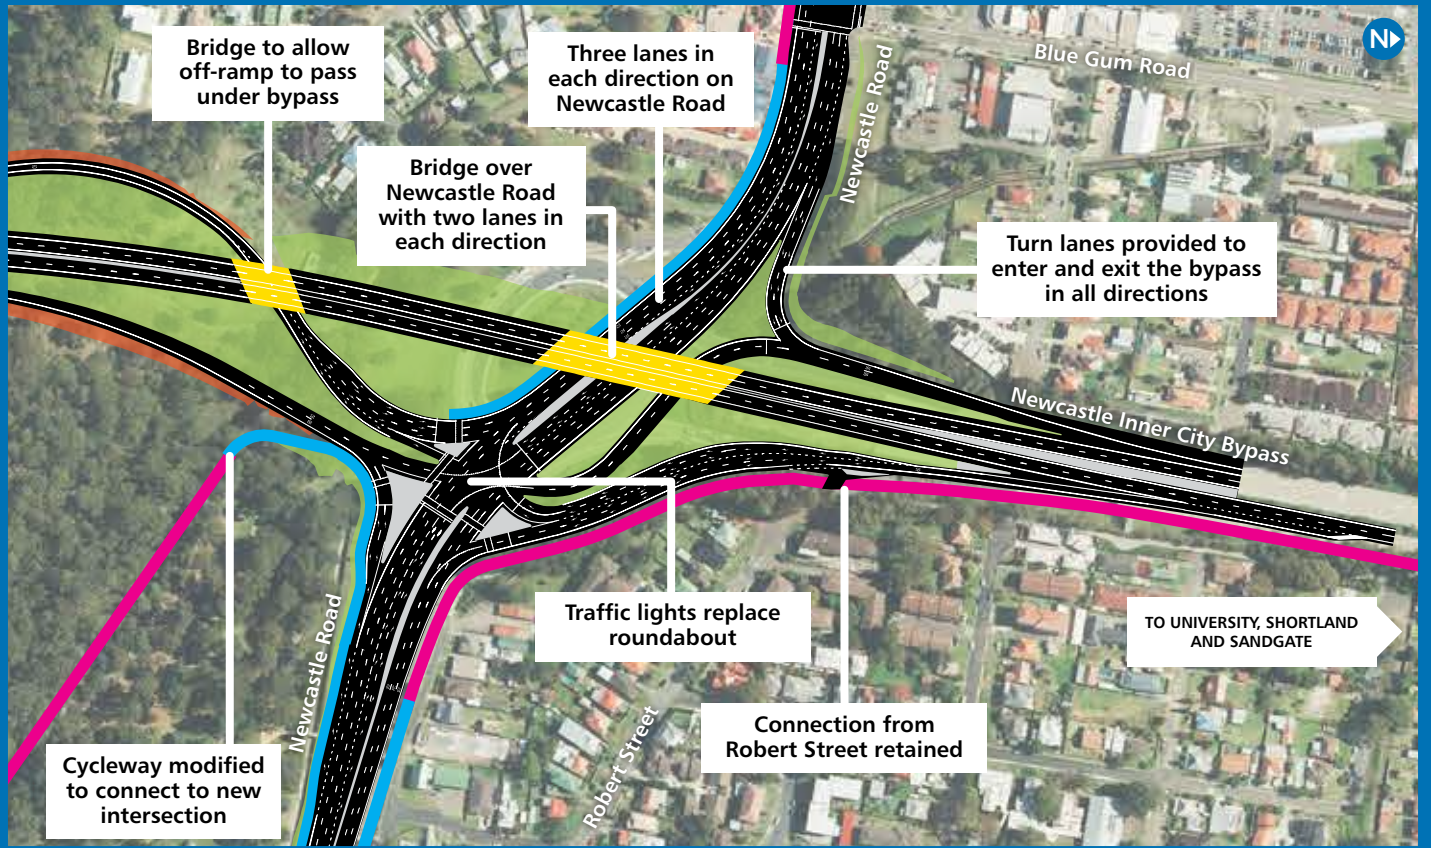 Bridge to allow
off-ramp to pass
under bypass
Three lanes in
each direction on
Newcastle Road
Bridge over
Newcastle Road
with two lanes in
each direction
Newcastle Road
Blue Gum Road
N
Turn lanes provided to
enter and exit the bypass
in all directions
Newcastle Inner City Bypass
Traffic lights replace
roundabout
TO UNIVERSITY, SHORTLAND
AND SANDGATE
Connection from
Robert Street retained
Robert Street
Newcastle Road
Cycleway modified
to connect to new
intersection